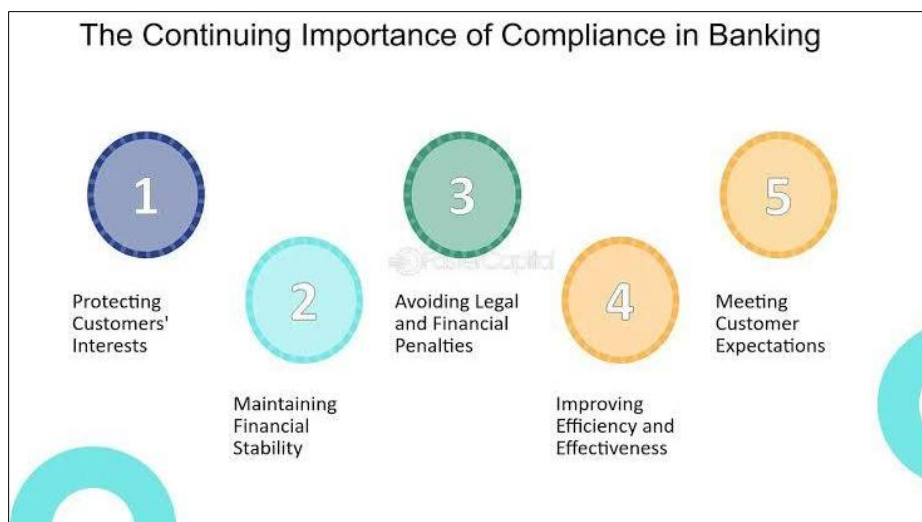 The Continuing Importance of Compliance in Banking
1
Protecting
Customers'
Interests
2
Maintaining
Financial
Stability
3
Avoiding Legal
and Financial
Penalties
4
Improving
Efficiency and
Effectiveness
5
Meeting
Customer
Expectations
FasterCapital